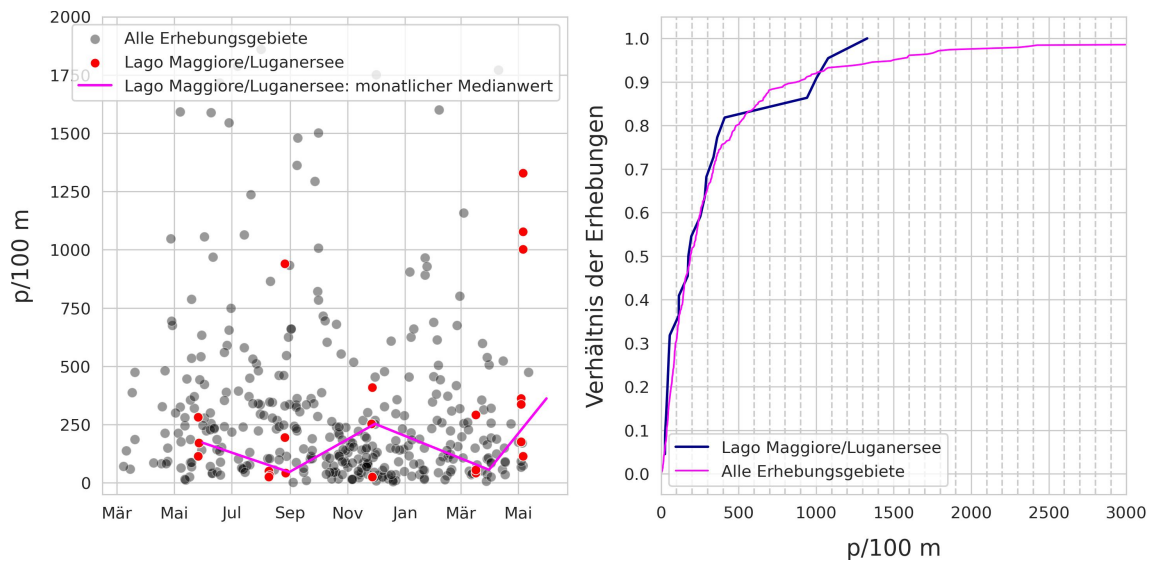 2000
1750
1500
1250
1000
750
500
250
0
p/100 m
Alle Erhebungsgebiete
Lago Maggiore/Luganersee
Lago Maggiore/Luganersee: monatlicher Medianwert
Mär Mai Jul Sep Nov Jan Mär Mai
1.0
0.9
0.8
0.7
0.6
0.5
0.4
0.3
0.2
0.1
0.0
Verhältnis der Erhebungen
Lago Maggiore/Luganersee
Alle Erhebungsgebiete
0 500 1000 1500 2000 2500 3000
p/100 m